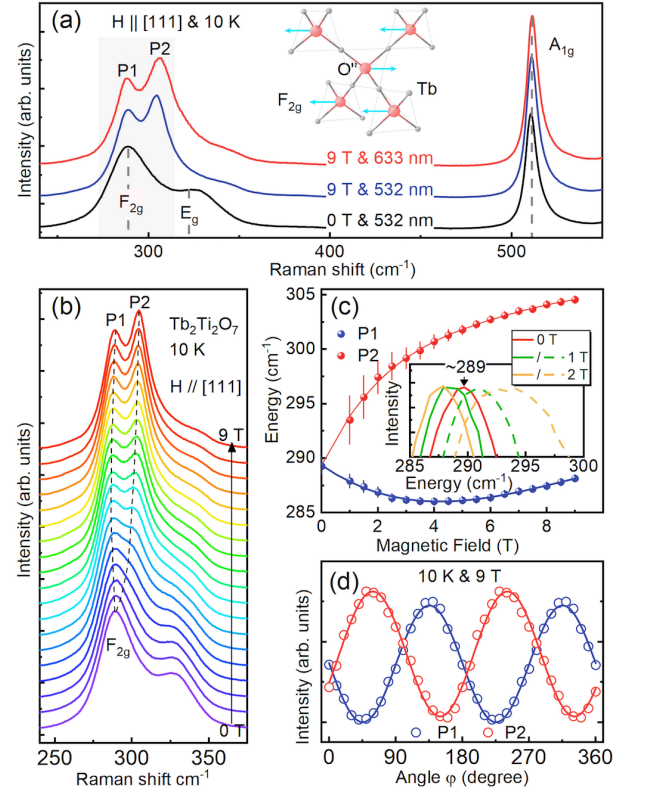 (a)
H || [111] & 10 K
P1
P2
O''
Tb
F2g
A1g
9 T & 633 nm
9 T & 532 nm
0 T & 532 nm
F2g
Eg
Intensity (arb. units)
300
400
500
Raman shift (cm-1)
(b)
P1
P2
Tb2Ti2O7
10 K
H // [111]
9 T
F2g
0 T
Intensity (arb. units)
250
300
350
Raman shift cm-1
(c)
P1
P2
305
300
295
290
285
Energy (cm-1)
0
2
4
6
8
Magnetic Field (T)
~289
0 T
/ 1 T
/ 2 T
Intensity
285
290
295
300
Energy (cm-1)
(d)
10 K & 9 T
Intensity (arb. units)
P1
P2
0
90
180
270
360
Angle φ (degree)